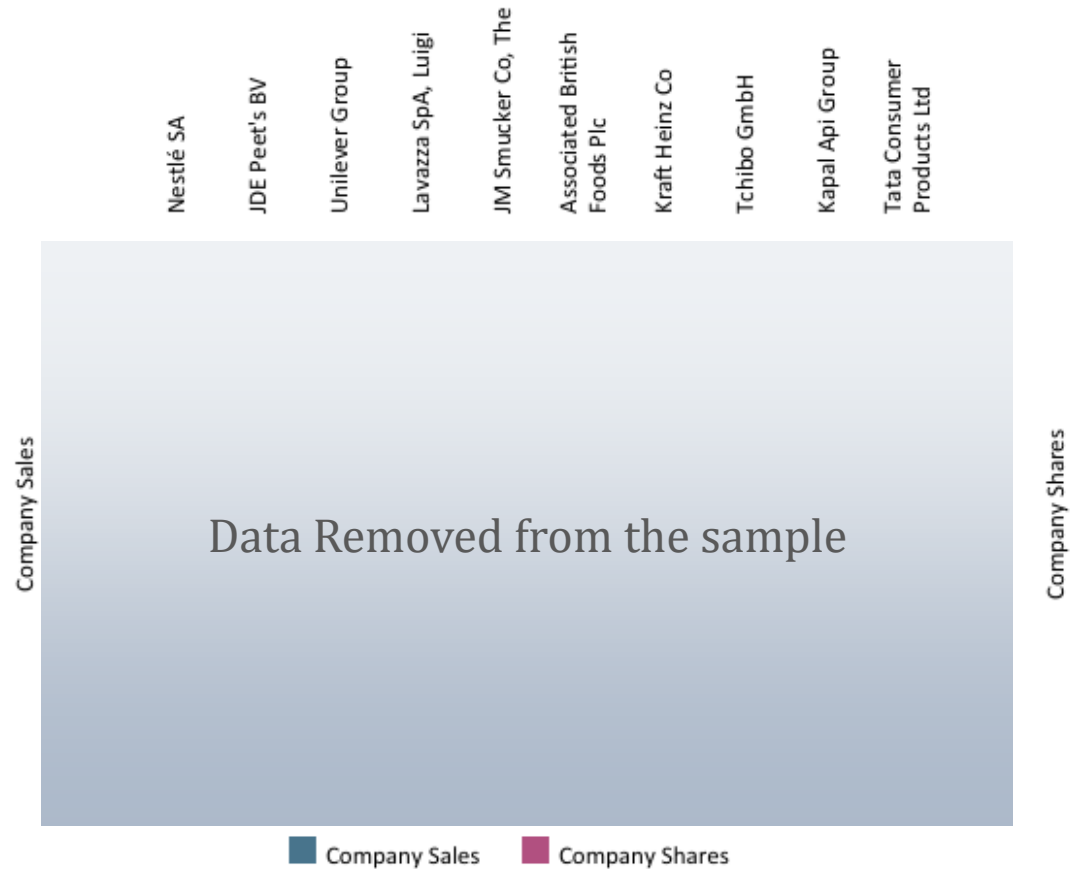 Nestlé SA
JDE Peet's BV
Unilever Group
Lavazza SpA, Luigi
JM Smucker Co, The
Associated British
Foods Plc
Kraft Heinz Co
Tchibo GmbH
Kapal Api Group
Tata Consumer
Products Ltd
Company Sales
Data Removed from the sample
Company Shares
Company Sales
Company Shares